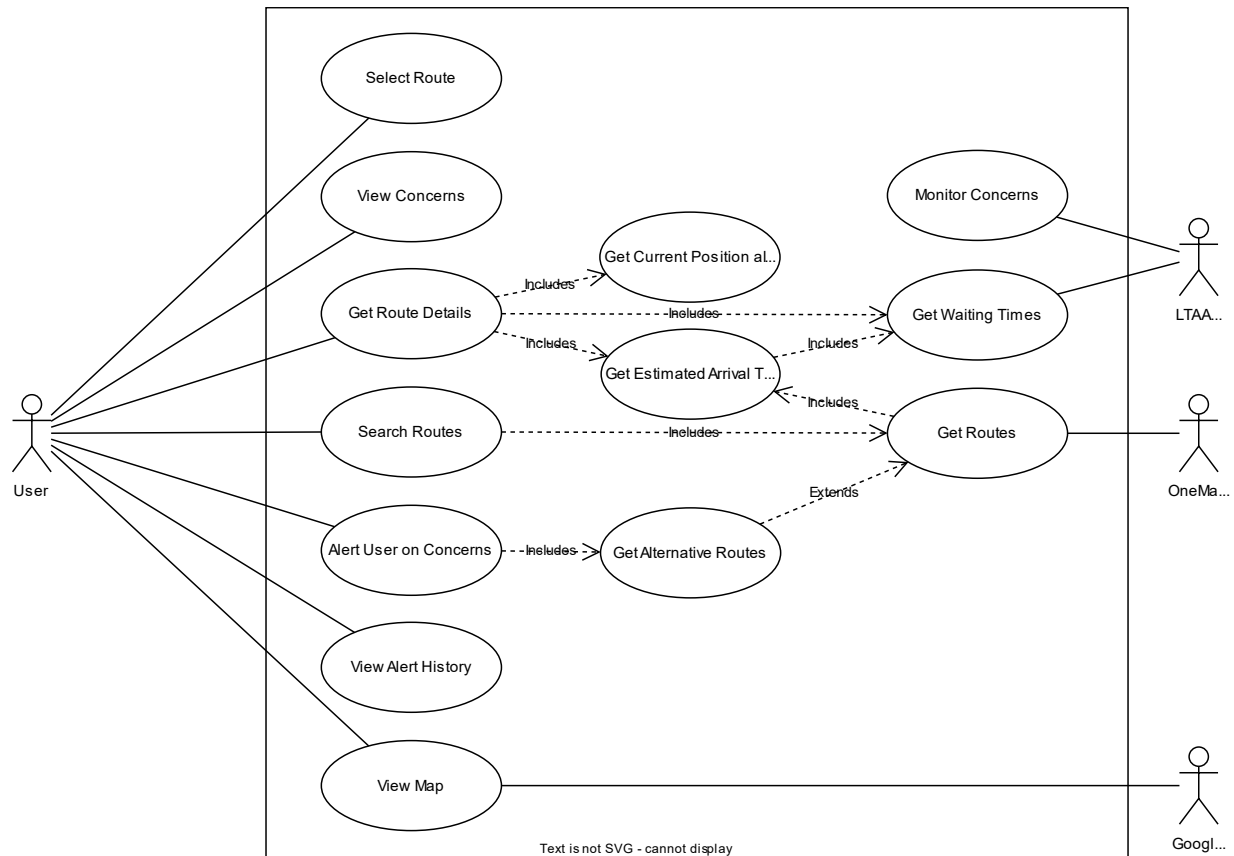 Select Route
View Concerns
Monitor Concerns
Get Current Position al...
Includes
Get Route Details
Includes
Get Waiting Times
LTAA...
Includes
Includes
Get Estimated Arrival T...
Includes
Search Routes
Includes
Get Routes
User
OneMa...
Extends
Alert User on Concerns
Includes
Get Alternative Routes
View Alert History
View Map
Googl...
Text is not SVG - cannot display